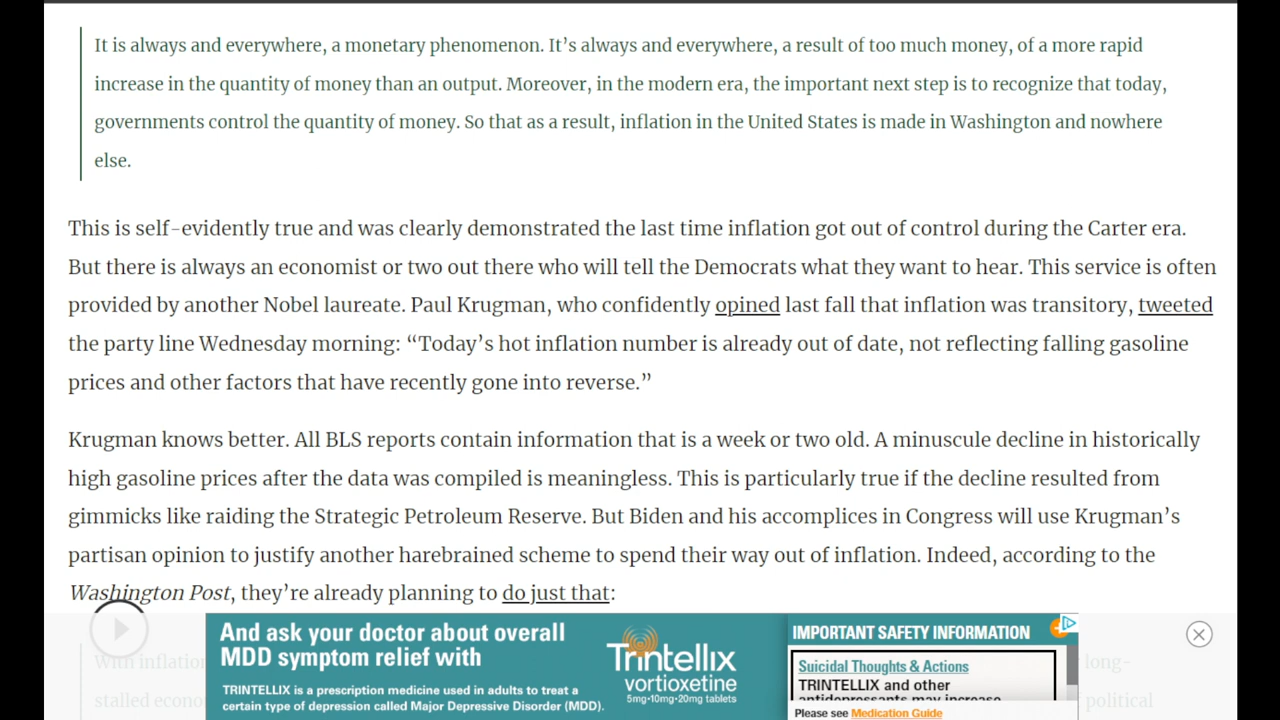 It is always and everywhere, a monetary phenomenon. It’s always and everywhere, a result of too much money, of a more rapid
increase in the quantity of money than an output. Moreover, in the modern era, the important next step is to recognize that today,
governments control the quantity of money. So that as a result, inflation in the United States is made in Washington and nowhere
else.
This is self-evidently true and was clearly demonstrated the last time inflation got out of control during the Carter era.
But there is always an economist or two out there who will tell the Democrats what they want to hear. This service is often
provided by another Nobel laureate. Paul Krugman, who confidently opined last fall that inflation was transitory, tweeted
the party line Wednesday morning: “Today’s hot inflation number is already out of date, not reflecting falling gasoline
prices and other factors that have recently gone into reverse.”
Krugman knows better. All BLS reports contain information that is a week or two old. A minuscule decline in historically
high gasoline prices after the data was compiled is meaningless. This is particularly true if the decline resulted from
gimmicks like raiding the Strategic Petroleum Reserve. But Biden and his accomplices in Congress will use Krugman’s
partisan opinion to justify another harebrained scheme to spend their way out of inflation. Indeed, according to the
Washington Post, they’re already planning to do just that:
With inflation long-
stalled econo political
And ask your doctor about overall
MDD symptom relief with
TRINTELLIX is a prescription medicine used in adults to treat a
certain type of depression called Major Depressive Disorder (MDD).
Trintellix
vortioxetine
5mg·10mg·20mg tablets
IMPORTANT SAFETY INFORMATION
Suicidal Thoughts & Actions
TRINTELLIX and other
antidepressants may increase
Please see Medication Guide